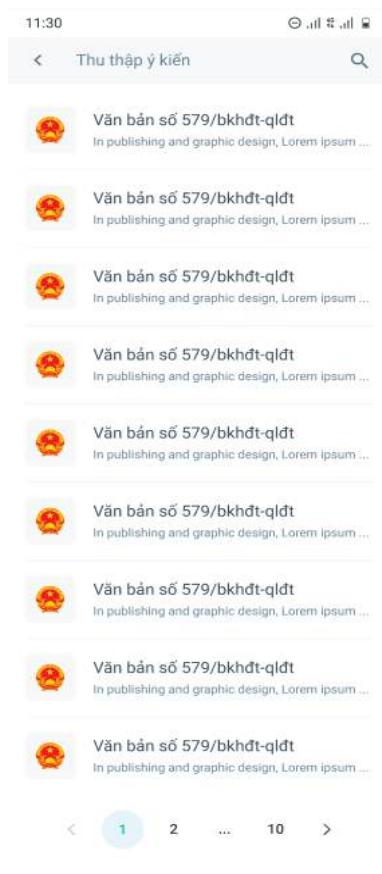 11:30
Thu thập ý kiến
Văn bản số 579/bkhđt-qlđt
In publishing and graphic design, Lorem ipsum ...
Văn bản số 579/bkhđt-qlđt
In publishing and graphic design, Lorem ipsum ...
Văn bản số 579/bkhđt-qlđt
In publishing and graphic design, Lorem ipsum ...
Văn bản số 579/bkhđt-qlđt
In publishing and graphic design, Lorem ipsum ...
Văn bản số 579/bkhđt-qlđt
In publishing and graphic design, Lorem ipsum ...
Văn bản số 579/bkhđt-qlđt
In publishing and graphic design, Lorem ipsum ...
Văn bản số 579/bkhđt-qlđt
In publishing and graphic design, Lorem ipsum ...
Văn bản số 579/bkhđt-qlđt
In publishing and graphic design, Lorem ipsum ...
Văn bản số 579/bkhđt-qlđt
In publishing and graphic design, Lorem ipsum ...
< 1 2 ... 10 >